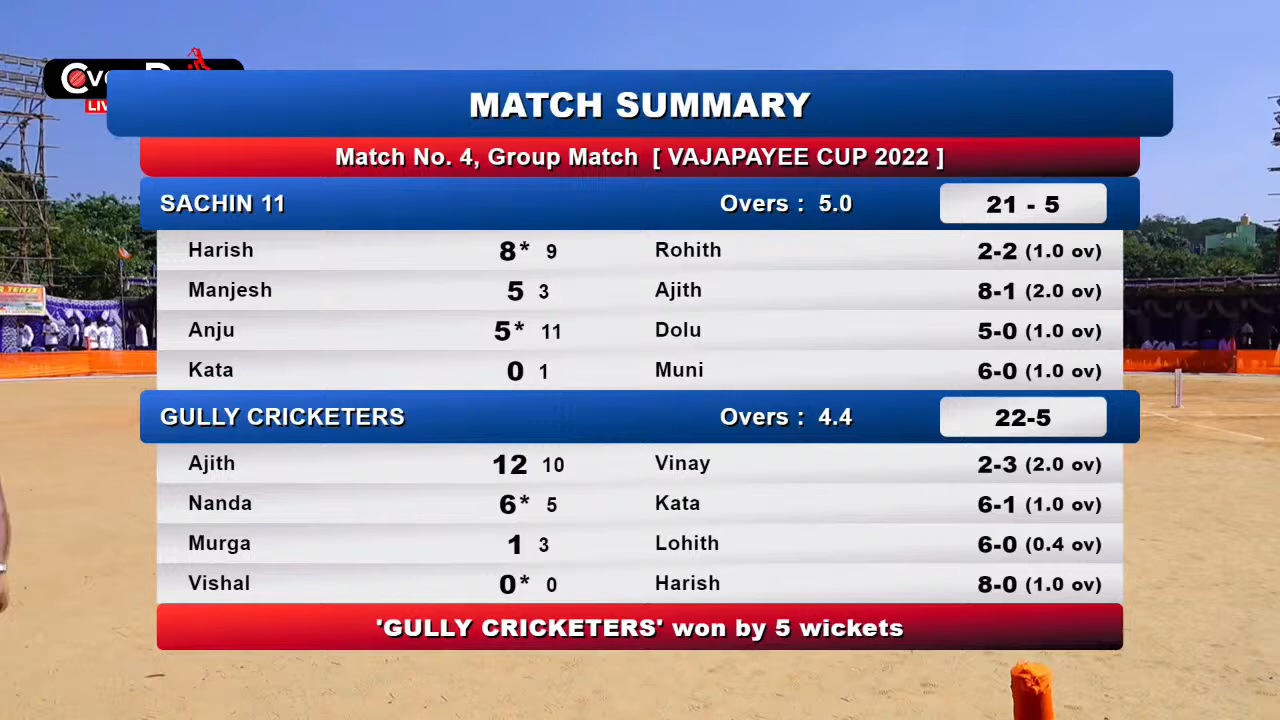 MATCH SUMMARY
Match No. 4, Group Match [ VAJAPAYEE CUP 2022 ]
SACHIN 11 Overs : 5.0 21 - 5
Harish 8* 9 Rohith 2-2 (1.0 ov)
Manjesh 5 3 Ajith 8-1 (2.0 ov)
Anju 5* 11 Dolu 5-0 (1.0 ov)
Kata 0 1 Muni 6-0 (1.0 ov)
GULLY CRICKETERS Overs : 4.4 22-5
Ajith 12 10 Vinay 2-3 (2.0 ov)
Nanda 6* 5 Kata 6-1 (1.0 ov)
Murga 1 3 Lohith 6-0 (0.4 ov)
Vishal 0* 0 Harish 8-0 (1.0 ov)
'GULLY CRICKETERS' won by 5 wickets